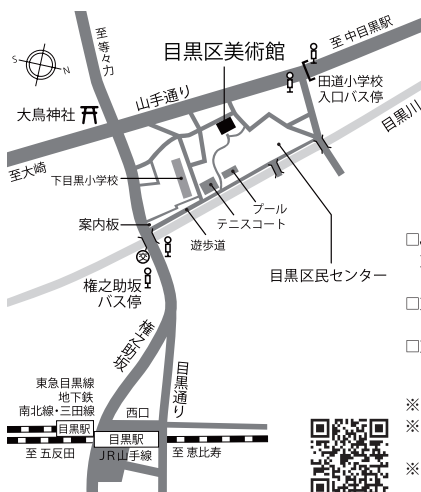 至 等々力
至 中目黒駅
目黒区美術館
S
N
山手通り
田道小学校
入口バス停
大鳥神社
目黒川
至大崎
下目黒小学校
プール
テニスコート
案内板
遊歩道
目黒区民センター
権之助坂
バス停
権之助坂
目黒通り
東急目黒線
地下鉄
南北線・三田線
西口
目黒駅
目黒駅
至 五反田
JR山手線
至 恵比寿
□
□
□
※
※
※